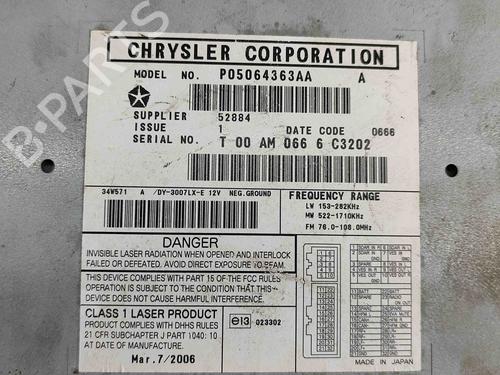 CHRYSLER CORPORATION
MODEL NO. P05064363AA A
SUPPLIER 52884
ISSUE 1 DATE CODE 0666
SERIAL NO. T 00 AM 066 6 C3202
34W571 A /DY-3007LX-E 12V NEG.GROUND
FREQUENCY RANGE
LW 153-282KHz
MW 522-1710KHz
FM 76.0-108.0MHz
DANGER
INVISIBLE LASER RADIATION WHEN OPENED AND INTERLOCK
FAILED OR DEFEATED. AVOID DIRECT EXPOSURE TO BEAM.
THIS DEVICE COMPLIES WITH PART 15 OF THE FCC RULES
OPERATION IS SUBJECT TO THE CONDITION THAT THIS
DEVICE DOES NOT CAUSE HARMFUL INTERFERENCE.
CLASS 1 LASER PRODUCT
PRODUCT COMPLIES WITH DHHS RULES
21 CFR SUBCHAPTER J PART 1040:10
AT DATE OF MANUFACTURE.
Mar./2006
e13 023302
MADE IN JAPAN
B-PARTS